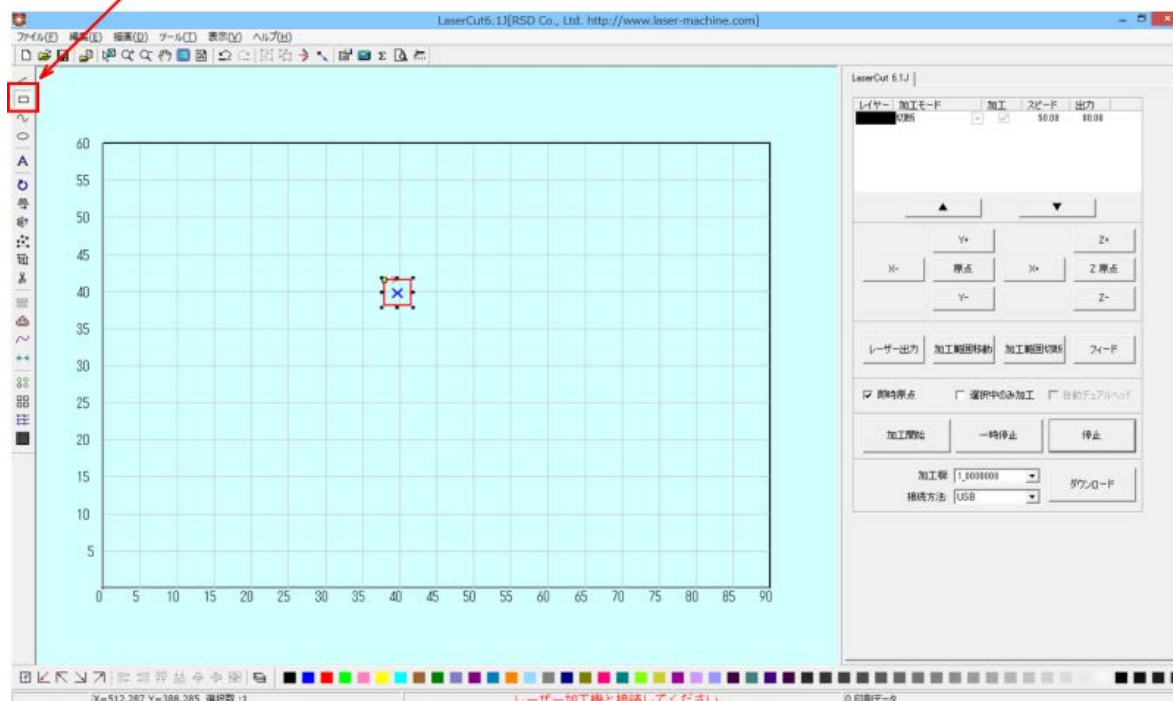 LaserCut6.1J[RSD Co., Ltd. http://www.laser-machine.com]
ファイル(F) 編集(E) 描画(D) ツール(T) 表示(V) ヘルプ(H)
LaserCut 6.1J
レイヤー 加工モード 加工 スピード 出力
切断 50.00 80.00
60
55
50
45
40
35
30
25
20
15
10
5
0 5 10 15 20 25 30 35 40 45 50 55 60 65 70 75 80 85 90
Y+ Z+
X- 原点 X+ Z 原点
Y- Z-
レーザー出力 加工範囲移動 加工範囲切断 フィード
即時原点 選択中のみ加工 自動デュアルヘッド
加工開始 一時停止 停止
加工機 1_0000000
接続方法 USB
ダウンロード
X=512.287 Y=388.285 選択数 :1
レーザー加工機と接続してください
0 印刷データ